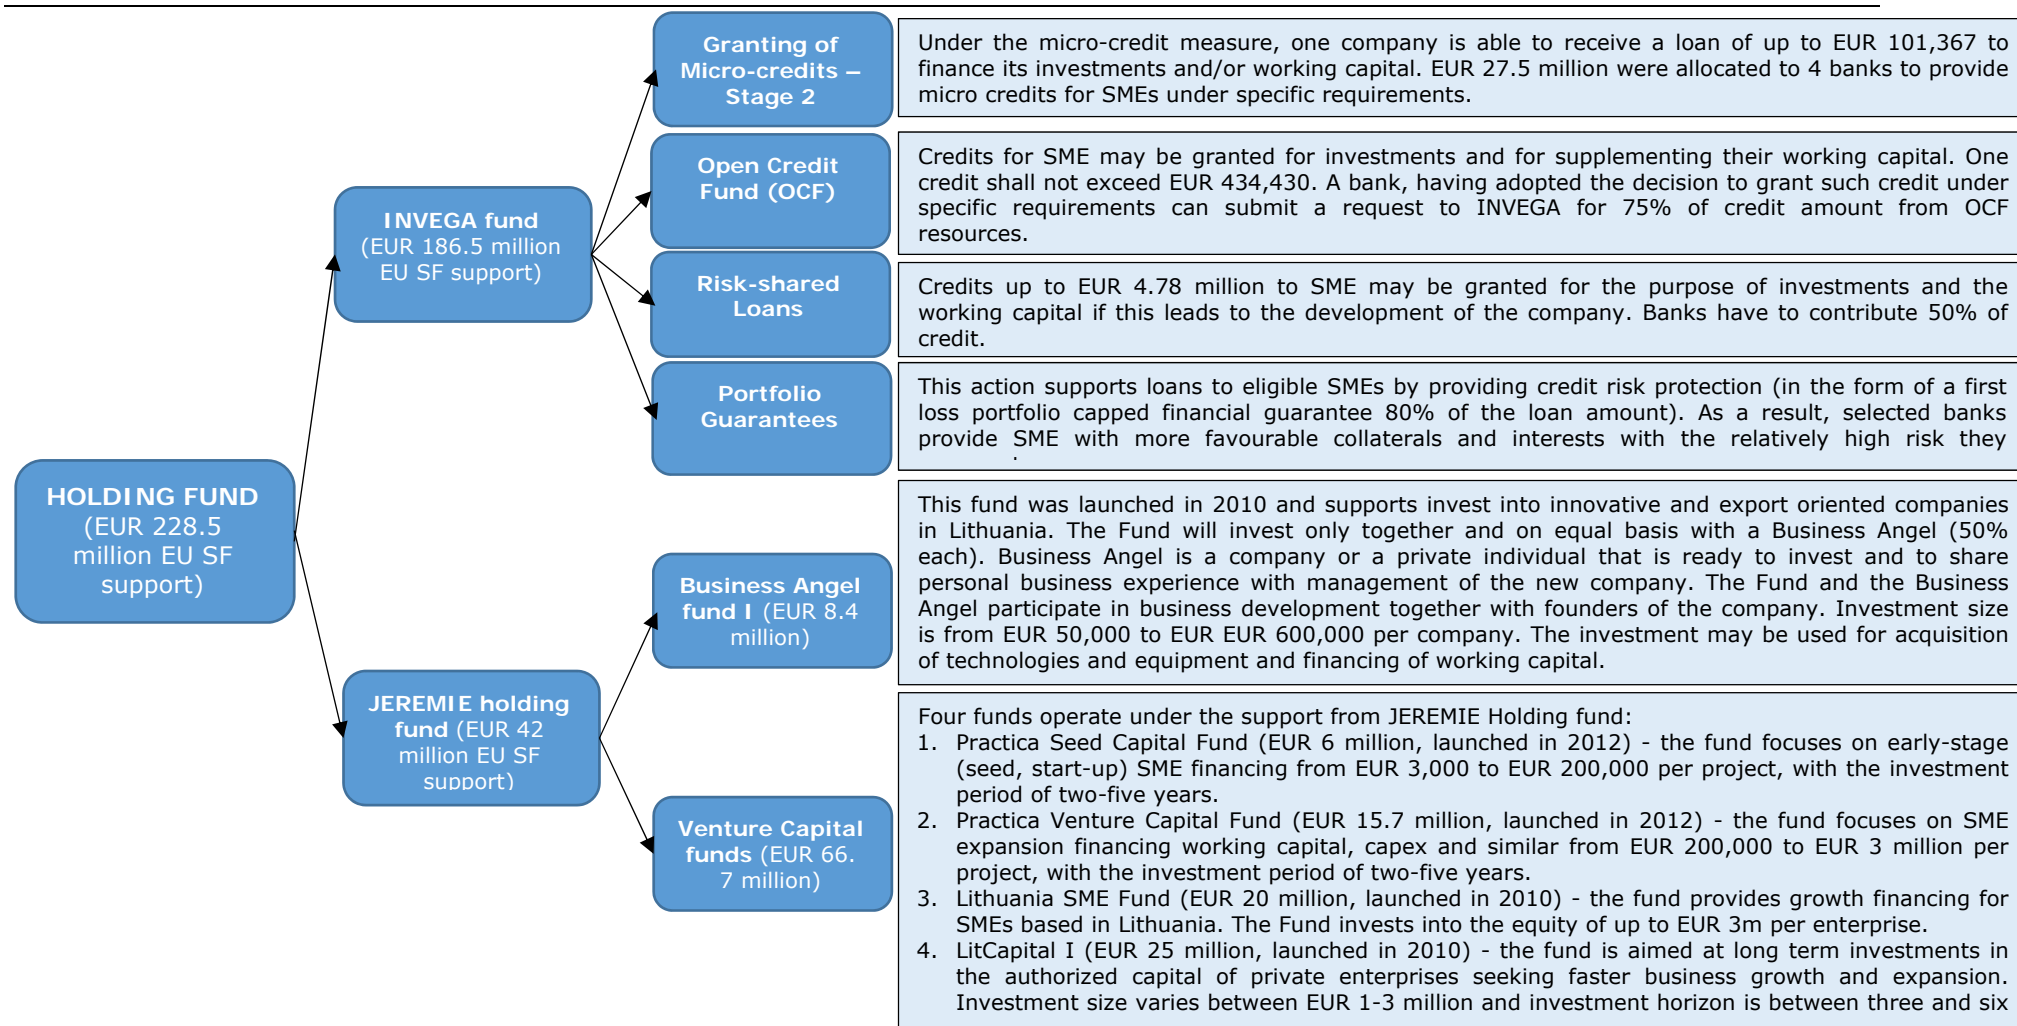 Granting of
Micro-credits –
Stage 2
Under the micro-credit measure, one company is able to receive a loan of up to EUR 101,367 to
finance its investments and/or working capital. EUR 27.5 million were allocated to 4 banks to provide
micro credits for SMEs under specific requirements.
Open Credit
Fund (OCF)
Credits for SME may be granted for investments and for supplementing their working capital. One
credit shall not exceed EUR 434,430. A bank, having adopted the decision to grant such credit under
specific requirements can submit a request to INVEGA for 75% of credit amount from OCF
resources.
INVEGA fund
(EUR 186.5 million
EU SF support)
Risk-shared
Loans
Credits up to EUR 4.78 million to SME may be granted for the purpose of investments and the
working capital if this leads to the development of the company. Banks have to contribute 50% of
credit.
Portfolio
Guarantees
This action supports loans to eligible SMEs by providing credit risk protection (in the form of a first
loss portfolio capped financial guarantee 80% of the loan amount). As a result, selected banks
provide SME with more favourable collaterals and interests with the relatively high risk they
HOLDING FUND
(EUR 228.5
million EU SF
support)
Business Angel
fund I (EUR 8.4
million)
This fund was launched in 2010 and supports invest into innovative and export oriented companies
in Lithuania. The Fund will invest only together and on equal basis with a Business Angel (50%
each). Business Angel is a company or a private individual that is ready to invest and to share
personal business experience with management of the new company. The Fund and the Business
Angel participate in business development together with founders of the company. Investment size
is from EUR 50,000 to EUR EUR 600,000 per company. The investment may be used for acquisition
of technologies and equipment and financing of working capital.
JEREMIE holding
fund (EUR 42
million EU SF
support)
Venture Capital
funds (EUR 66.
7 million)
Four funds operate under the support from JEREMIE Holding fund:
1. Practica Seed Capital Fund (EUR 6 million, launched in 2012) - the fund focuses on early-stage
(seed, start-up) SME financing from EUR 3,000 to EUR 200,000 per project, with the investment
period of two-five years.
2. Practica Venture Capital Fund (EUR 15.7 million, launched in 2012) - the fund focuses on SME
expansion financing working capital, capex and similar from EUR 200,000 to EUR 3 million per
project, with the investment period of two-five years.
3. Lithuania SME Fund (EUR 20 million, launched in 2010) - the fund provides growth financing for
SMEs based in Lithuania. The Fund invests into the equity of up to EUR 3m per enterprise.
4. LitCapital I (EUR 25 million, launched in 2010) - the fund is aimed at long term investments in
the authorized capital of private enterprises seeking faster business growth and expansion.
Investment size varies between EUR 1-3 million and investment horizon is between three and six